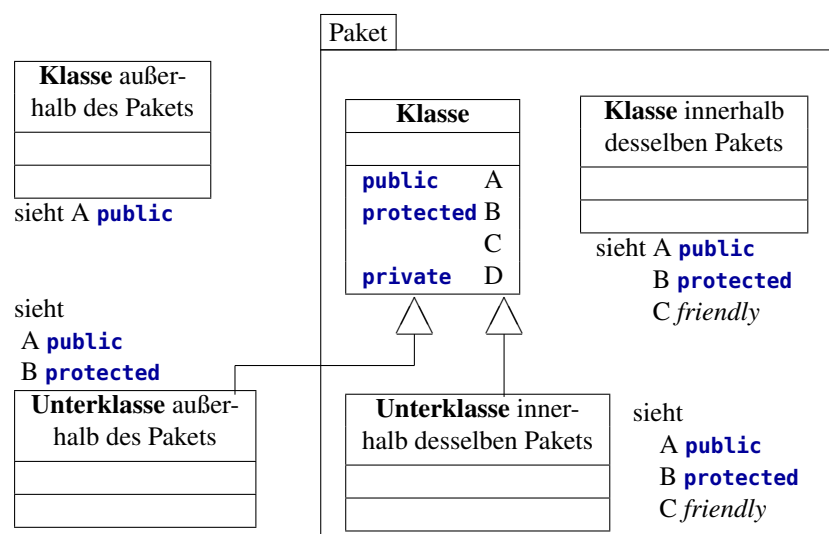 Paket
Klasse außer-
halb des Pakets
sieht A public
Klasse
public A
protected B
C
private D
Klasse innerhalb
desselben Pakets
sieht A public
B protected
C friendly
sieht
A public
B protected
Unterklasse außer-
halb des Pakets
Unterklasse inner-
halb desselben Pakets
sieht
A public
B protected
C friendly